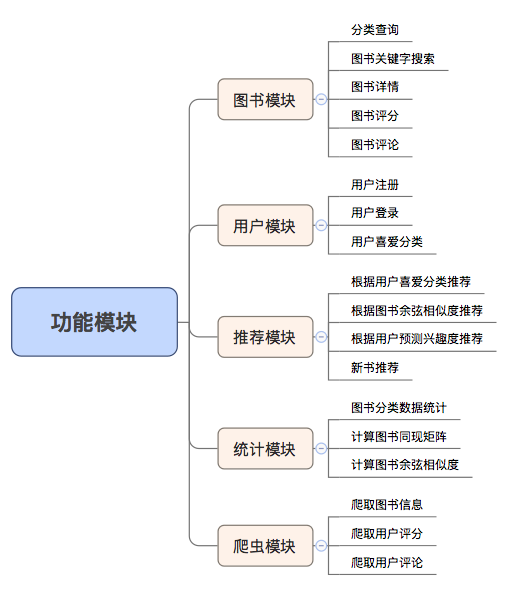 功能模块
图书模块
分类查询
图书关键字搜索
图书详情
图书评分
图书评论
用户模块
用户注册
用户登录
用户喜爱分类
推荐模块
根据用户喜爱分类推荐
根据图书余弦相似度推荐
根据用户预测兴趣度推荐
新书推荐
统计模块
图书分类数据统计
计算图书同现矩阵
计算图书余弦相似度
爬虫模块
爬取图书信息
爬取用户评分
爬取用户评论